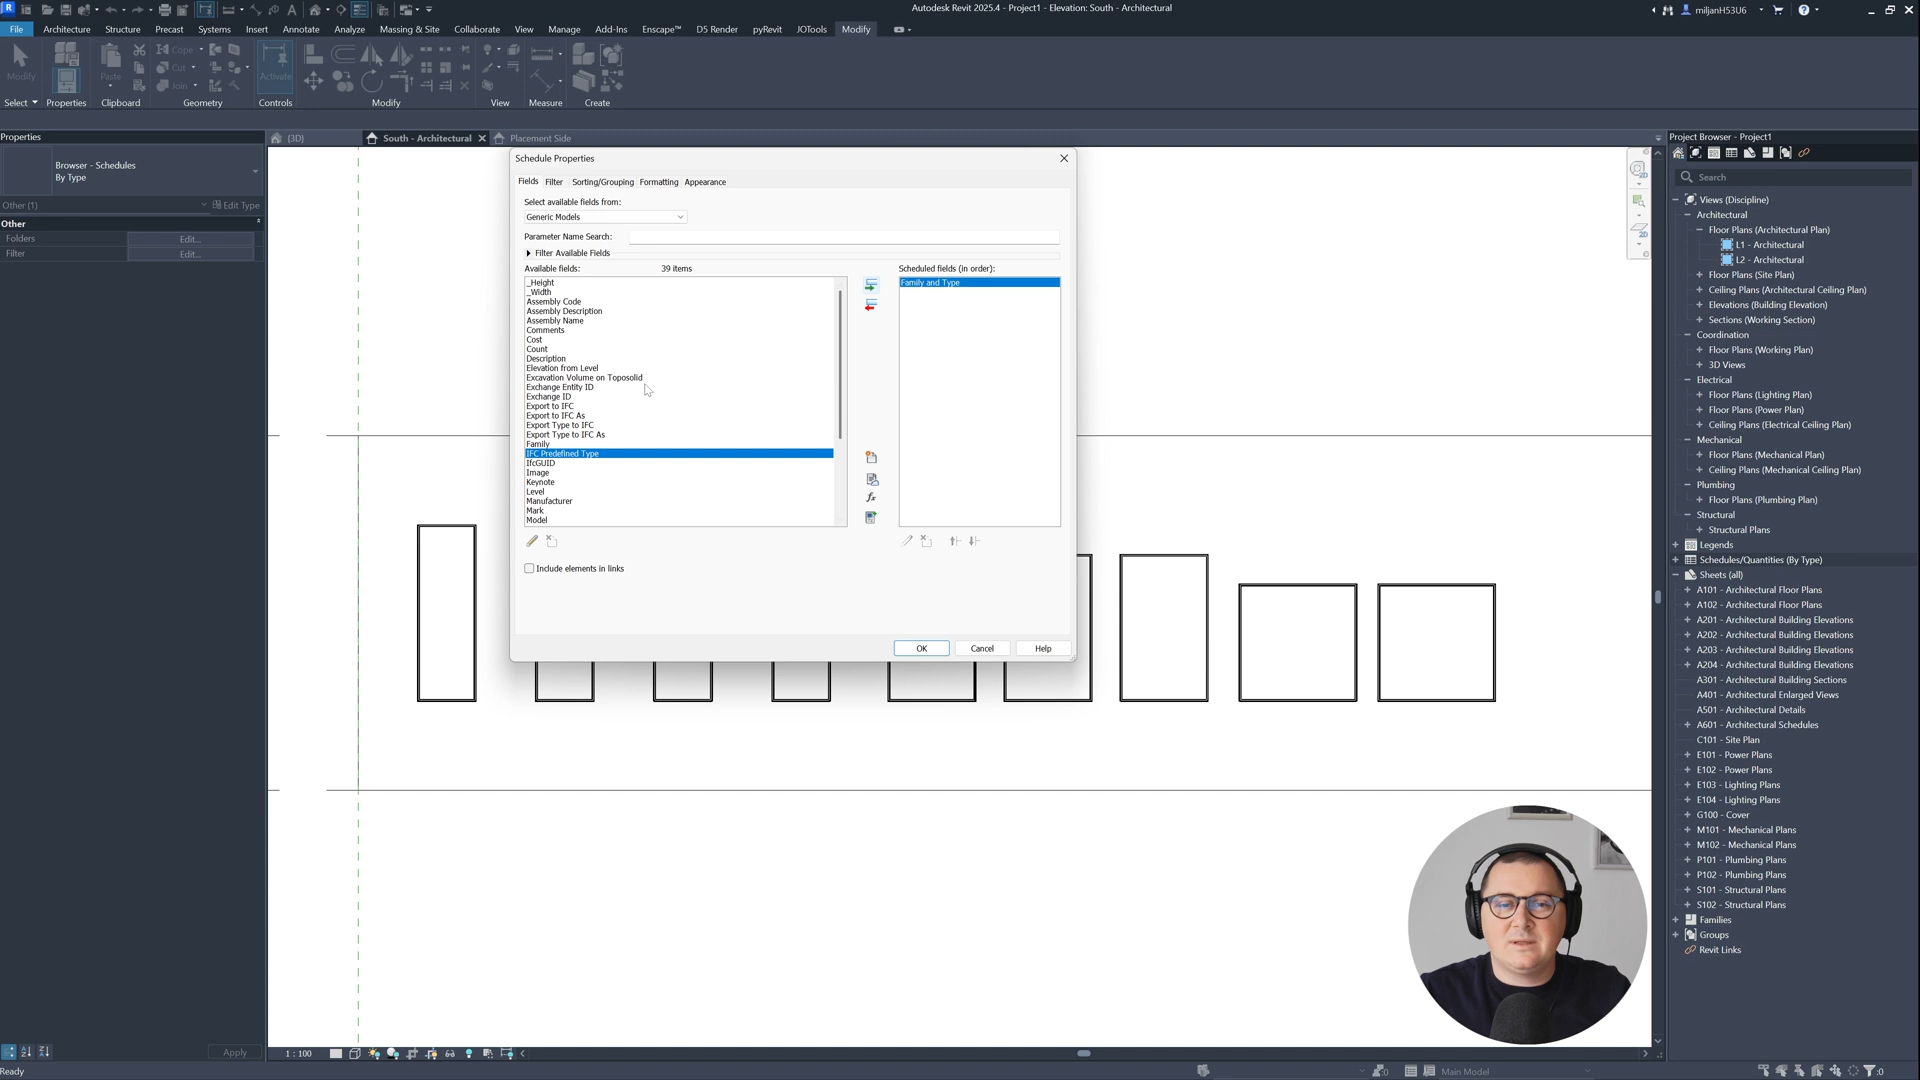 Autodesk Revit 2025.4 - Project1 - Elevation: South - Architectural
miljanH53U6
File Architecture Structure Precast Systems Insert Annotate Analyze Massing & Site Collaborate View Manage Add-Ins Enscape™ D5 Render pyRevit JOTools Modify
Modify Paste Cope Cut Join Activate
Select Properties Clipboard Geometry Controls Modify View Measure Create
Properties
Browser - Schedules
By Type
Other (1)
Edit Type
Other
Folders Edit...
Filter Edit...
Apply
Ready
(3D) South - Architectural Placement Side
Schedule Properties
Fields Filter Sorting/Grouping Formatting Appearance
Select available fields from:
Generic Models
Parameter Name Search:
Filter Available Fields
Available fields: 39 items
_Height
_Width
Assembly Code
Assembly Description
Assembly Name
Comments
Cost
Count
Description
Elevation from Level
Excavation Volume on Toposolid
Exchange Entity ID
Exchange ID
Export to IFC
Export to IFC As
Export Type to IFC
Export Type to IFC As
Family
IFC Predefined Type
IfcGUID
Image
Keynote
Level
Manufacturer
Mark
Model
Scheduled fields (in order):
Family and Type
Include elements in links
OK Cancel Help
1 : 100
:0
Main Model
:0
Project Browser - Project1
Search
Views (Discipline)
Architectural
Floor Plans (Architectural Plan)
L1 - Architectural
L2 - Architectural
Floor Plans (Site Plan)
Ceiling Plans (Architectural Ceiling Plan)
Elevations (Building Elevation)
Sections (Working Section)
Coordination
Floor Plans (Working Plan)
3D Views
Electrical
Floor Plans (Lighting Plan)
Floor Plans (Power Plan)
Ceiling Plans (Electrical Ceiling Plan)
Mechanical
Floor Plans (Mechanical Plan)
Ceiling Plans (Mechanical Ceiling Plan)
Plumbing
Floor Plans (Plumbing Plan)
Structural
Structural Plans
Legends
Schedules/Quantities (By Type)
Sheets (all)
A101 - Architectural Floor Plans
A102 - Architectural Floor Plans
A201 - Architectural Building Elevations
A202 - Architectural Building Elevations
A203 - Architectural Building Elevations
A204 - Architectural Building Elevations
A301 - Architectural Building Sections
A401 - Architectural Enlarged Views
A501 - Architectural Details
A601 - Architectural Schedules
C101 - Site Plan
E101 - Power Plans
E102 - Power Plans
E103 - Lighting Plans
E104 - Lighting Plans
G100 - Cover
M101 - Mechanical Plans
M102 - Mechanical Plans
P101 - Plumbing Plans
P102 - Plumbing Plans
S101 - Structural Plans
S102 - Structural Plans
Families
Groups
Revit Links